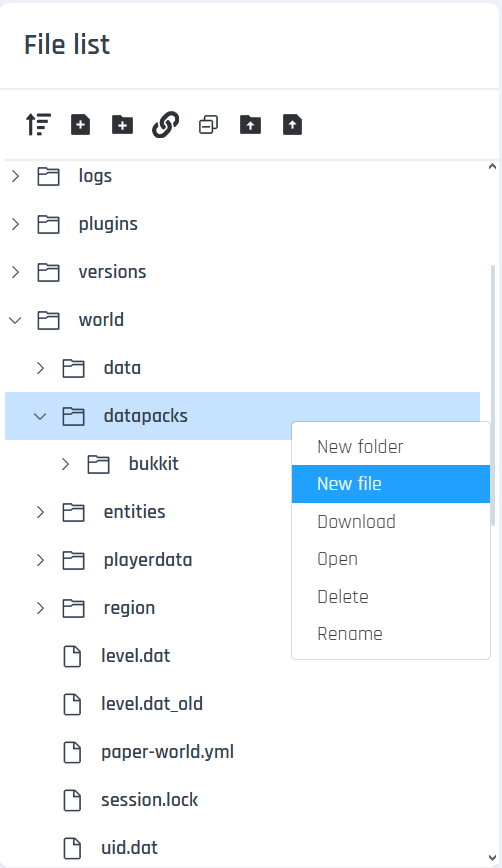 File list
logs
plugins
versions
world
data
datapacks
bukkit
entities
playerdata
region
level.dat
level.dat_old
paper-world.yml
session.lock
uid.dat
New folder
New file
Download
Open
Delete
Rename